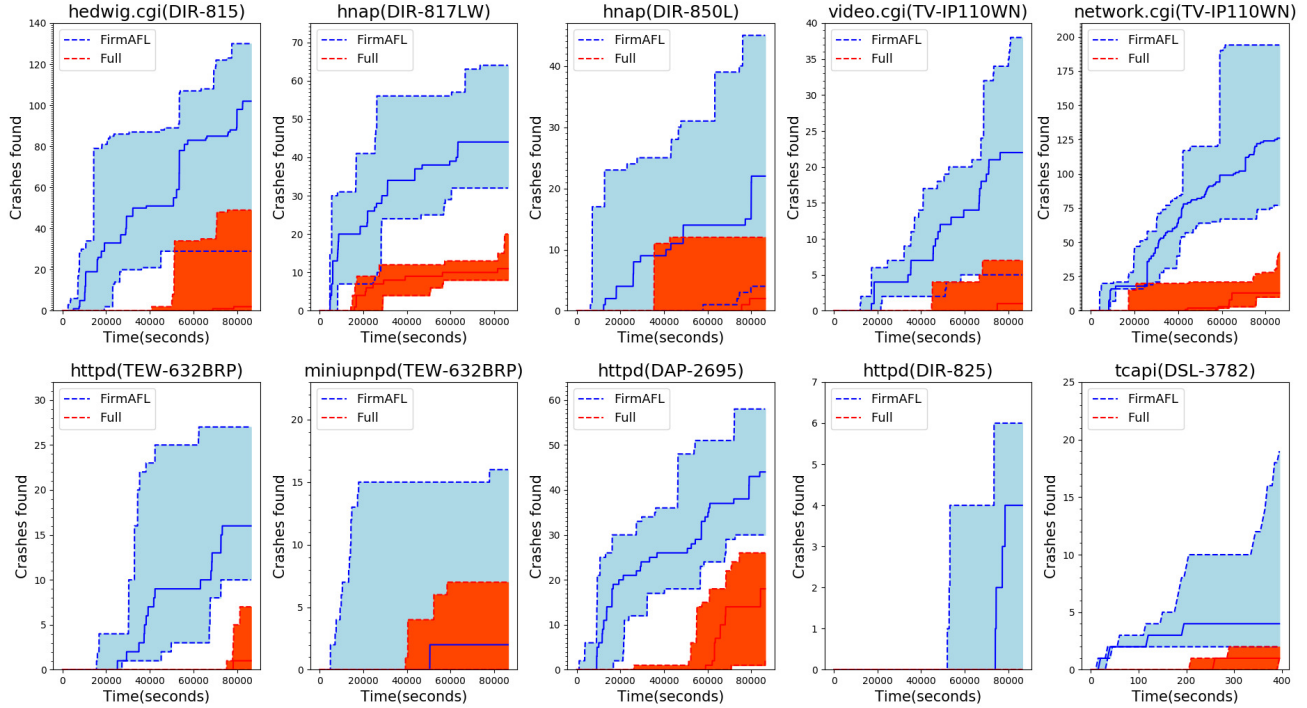 hedwig.cgi(DIR-815)
140
120
100
80
60
40
20
0
Crashes found
FirmAFL
Full
0 20000 40000 60000 80000
Time(seconds)
hnap(DIR-817LW)
70
60
50
40
30
20
10
0
Crashes found
FirmAFL
Full
0 20000 40000 60000 80000
Time(seconds)
hnap(DIR-850L)
40
30
20
10
0
Crashes found
FirmAFL
Full
0 20000 40000 60000 80000
Time(seconds)
video.cgi(TV-IP110WN)
40
35
30
25
20
15
10
5
0
Crashes found
FirmAFL
Full
0 20000 40000 60000 80000
Time(seconds)
network.cgi(TV-IP110WN)
200
175
150
125
100
75
50
25
0
Crashes found
FirmAFL
Full
0 20000 40000 60000 80000
Time(seconds)
httpd(TEW-632BRP)
30
25
20
15
10
5
0
Crashes found
FirmAFL
Full
0 20000 40000 60000 80000
Time(seconds)
miniupnpd(TEW-632BRP)
20
15
10
5
0
Crashes found
FirmAFL
Full
0 20000 40000 60000 80000
Time(seconds)
httpd(DAP-2695)
60
50
40
30
20
10
0
Crashes found
FirmAFL
Full
0 20000 40000 60000 80000
Time(seconds)
httpd(DIR-825)
7
6
5
4
3
2
1
0
Crashes found
FirmAFL
Full
0 20000 40000 60000 80000
Time(seconds)
tcapi(DSL-3782)
25
20
15
10
5
0
Crashes found
FirmAFL
Full
0 100 200 300 400
Time(seconds)